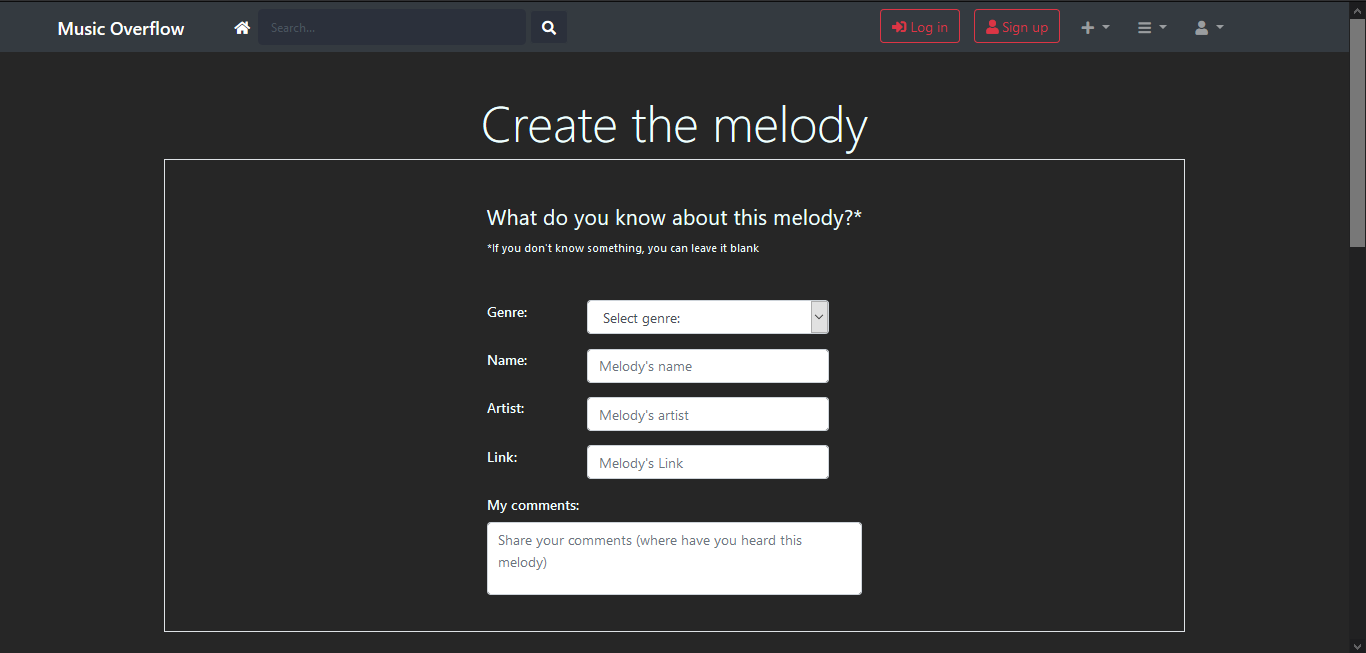 Music Overflow
Search...
Log in
Sign up
Create the melody
What do you know about this melody?*
*If you don't know something, you can leave it blank
Genre:
Select genre:
Name:
Melody's name
Artist:
Melody's artist
Link:
Melody's Link
My comments:
Share your comments (where have you heard this
melody)